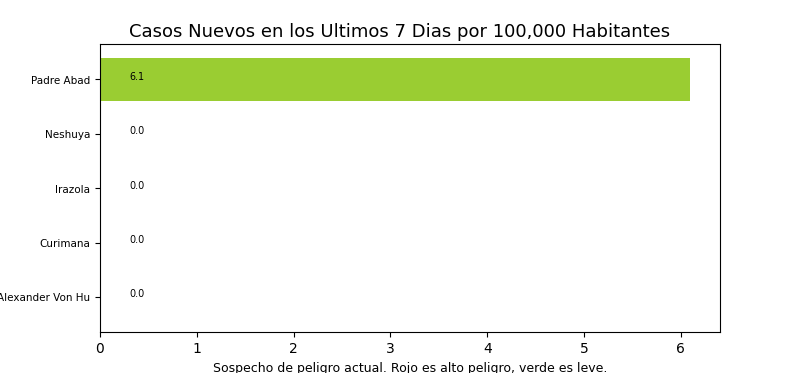 Casos Nuevos en los Ultimos 7 Dias por 100,000 Habitantes
Padre Abad 6.1
Neshuya 0.0
Irazola 0.0
Curimana 0.0
Alexander Von Hu 0.0
0 1 2 3 4 5 6
Sospecho de peligro actual. Rojo es alto peligro, verde es leve.